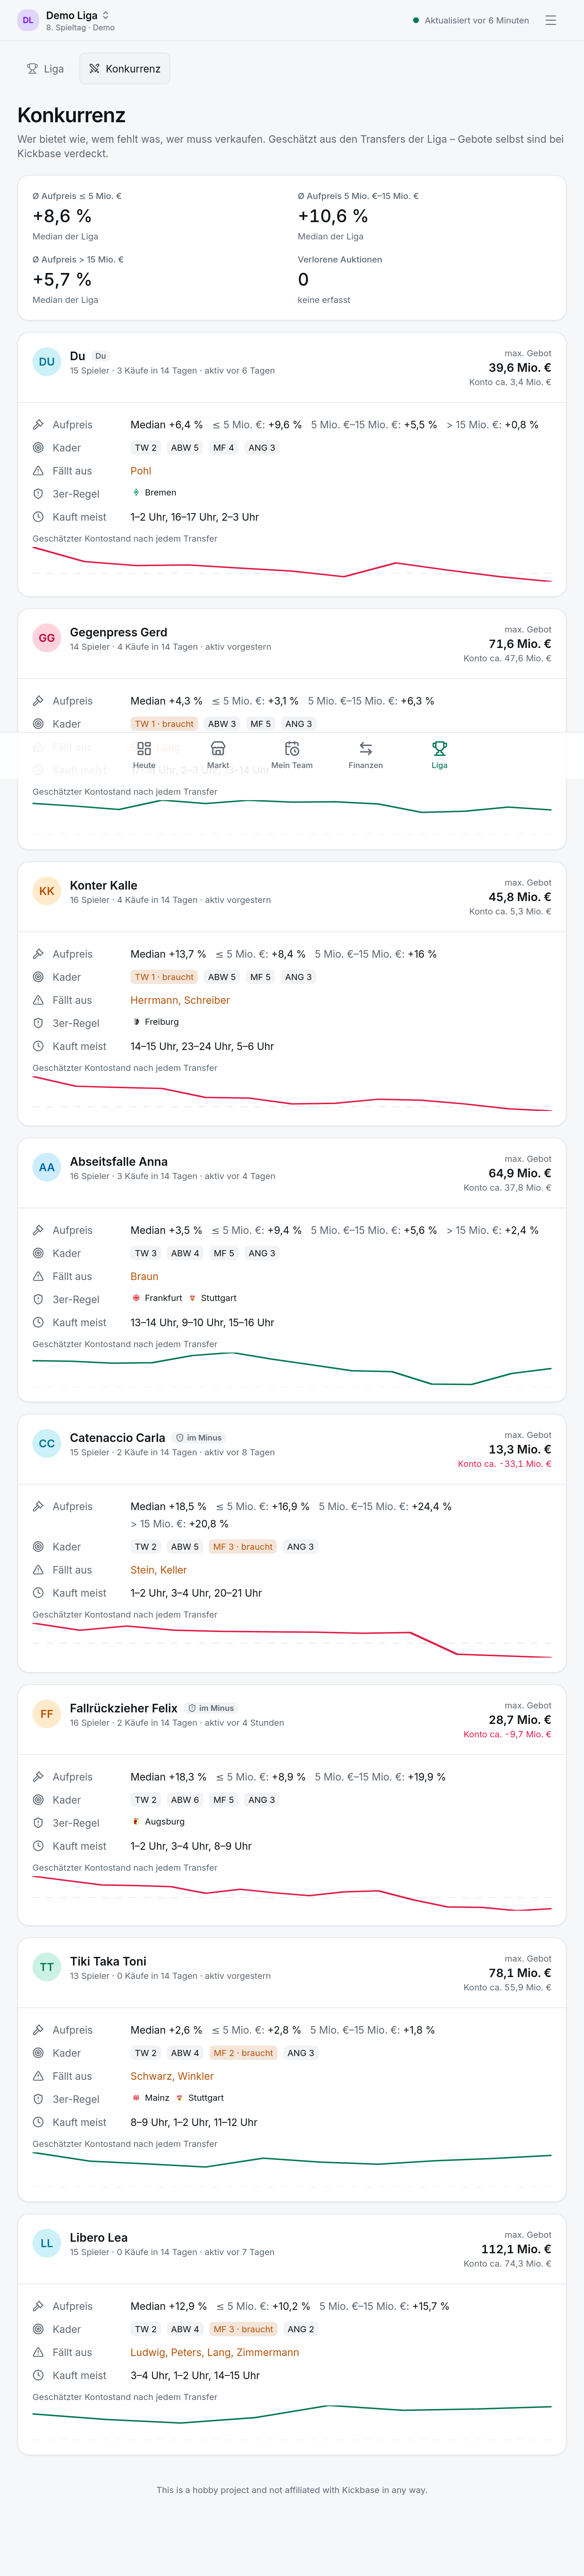 DL
Demo Liga
8. Spieltag · Demo
Aktualisiert vor 6 Minuten
Liga
Konkurrenz
Konkurrenz
Wer bietet wie, wem fehlt was, wer muss verkaufen. Geschätzt aus den Transfers der Liga – Gebote selbst sind bei
Kickbase verdeckt.
Ø Aufpreis ≤ 5 Mio. €
+8,6 %
Median der Liga
Ø Aufpreis 5 Mio. €–15 Mio. €
+10,6 %
Median der Liga
Ø Aufpreis > 15 Mio. €
+5,7 %
Median der Liga
Verlorene Auktionen
0
keine erfasst
DU
Du Du
15 Spieler · 3 Käufe in 14 Tagen · aktiv vor 6 Tagen
max. Gebot
39,6 Mio. €
Konto ca. 3,4 Mio. €
Aufpreis Median +6,4 % ≤ 5 Mio. €: +9,6 % 5 Mio. €–15 Mio. €: +5,5 % > 15 Mio. €: +0,8 %
Kader TW 2 ABW 5 MF 4 ANG 3
Fällt aus Pohl
3er-Regel Bremen
Kauft meist 1–2 Uhr, 16–17 Uhr, 2–3 Uhr
Geschätzter Kontostand nach jedem Transfer
GG
Gegenpress Gerd
14 Spieler · 4 Käufe in 14 Tagen · aktiv vorgestern
max. Gebot
71,6 Mio. €
Konto ca. 47,6 Mio. €
Aufpreis Median +4,3 % ≤ 5 Mio. €: +3,1 % 5 Mio. €–15 Mio. €: +6,3 %
Kader TW 1 · braucht ABW 3 MF 5 ANG 3
Fällt aus Lang
Kauft meist 2–3 Uhr, 13–14 Uhr
Heute
Markt
Mein Team
Finanzen
Liga
Geschätzter Kontostand nach jedem Transfer
KK
Konter Kalle
16 Spieler · 4 Käufe in 14 Tagen · aktiv vorgestern
max. Gebot
45,8 Mio. €
Konto ca. 5,3 Mio. €
Aufpreis Median +13,7 % ≤ 5 Mio. €: +8,4 % 5 Mio. €–15 Mio. €: +16 %
Kader TW 1 · braucht ABW 5 MF 5 ANG 3
Fällt aus Herrmann, Schreiber
3er-Regel Freiburg
Kauft meist 14–15 Uhr, 23–24 Uhr, 5–6 Uhr
Geschätzter Kontostand nach jedem Transfer
AA
Abseitsfalle Anna
16 Spieler · 3 Käufe in 14 Tagen · aktiv vor 4 Tagen
max. Gebot
64,9 Mio. €
Konto ca. 37,8 Mio. €
Aufpreis Median +3,5 % ≤ 5 Mio. €: +9,4 % 5 Mio. €–15 Mio. €: +5,6 % > 15 Mio. €: +2,4 %
Kader TW 3 ABW 4 MF 5 ANG 3
Fällt aus Braun
3er-Regel Frankfurt Stuttgart
Kauft meist 13–14 Uhr, 9–10 Uhr, 15–16 Uhr
Geschätzter Kontostand nach jedem Transfer
CC
Catenaccio Carla im Minus
15 Spieler · 2 Käufe in 14 Tagen · aktiv vor 8 Tagen
max. Gebot
13,3 Mio. €
Konto ca. -33,1 Mio. €
Aufpreis Median +18,5 % ≤ 5 Mio. €: +16,9 % 5 Mio. €–15 Mio. €: +24,4 %
> 15 Mio. €: +20,8 %
Kader TW 2 ABW 5 MF 3 · braucht ANG 3
Fällt aus Stein, Keller
Kauft meist 1–2 Uhr, 3–4 Uhr, 20–21 Uhr
Geschätzter Kontostand nach jedem Transfer
FF
Fallrückzieher Felix im Minus
16 Spieler · 2 Käufe in 14 Tagen · aktiv vor 4 Stunden
max. Gebot
28,7 Mio. €
Konto ca. -9,7 Mio. €
Aufpreis Median +18,3 % ≤ 5 Mio. €: +8,9 % 5 Mio. €–15 Mio. €: +19,9 %
Kader TW 2 ABW 6 MF 5 ANG 3
3er-Regel Augsburg
Kauft meist 1–2 Uhr, 3–4 Uhr, 8–9 Uhr
Geschätzter Kontostand nach jedem Transfer
TT
Tiki Taka Toni
13 Spieler · 0 Käufe in 14 Tagen · aktiv vorgestern
max. Gebot
78,1 Mio. €
Konto ca. 55,9 Mio. €
Aufpreis Median +2,6 % ≤ 5 Mio. €: +2,8 % 5 Mio. €–15 Mio. €: +1,8 %
Kader TW 2 ABW 4 MF 2 · braucht ANG 3
Fällt aus Schwarz, Winkler
3er-Regel Mainz Stuttgart
Kauft meist 8–9 Uhr, 1–2 Uhr, 11–12 Uhr
Geschätzter Kontostand nach jedem Transfer
LL
Libero Lea
15 Spieler · 0 Käufe in 14 Tagen · aktiv vor 7 Tagen
max. Gebot
112,1 Mio. €
Konto ca. 74,3 Mio. €
Aufpreis Median +12,9 % ≤ 5 Mio. €: +10,2 % 5 Mio. €–15 Mio. €: +15,7 %
Kader TW 2 ABW 4 MF 3 · braucht ANG 2
Fällt aus Ludwig, Peters, Lang, Zimmermann
Kauft meist 3–4 Uhr, 1–2 Uhr, 14–15 Uhr
Geschätzter Kontostand nach jedem Transfer
This is a hobby project and not affiliated with Kickbase in any way.